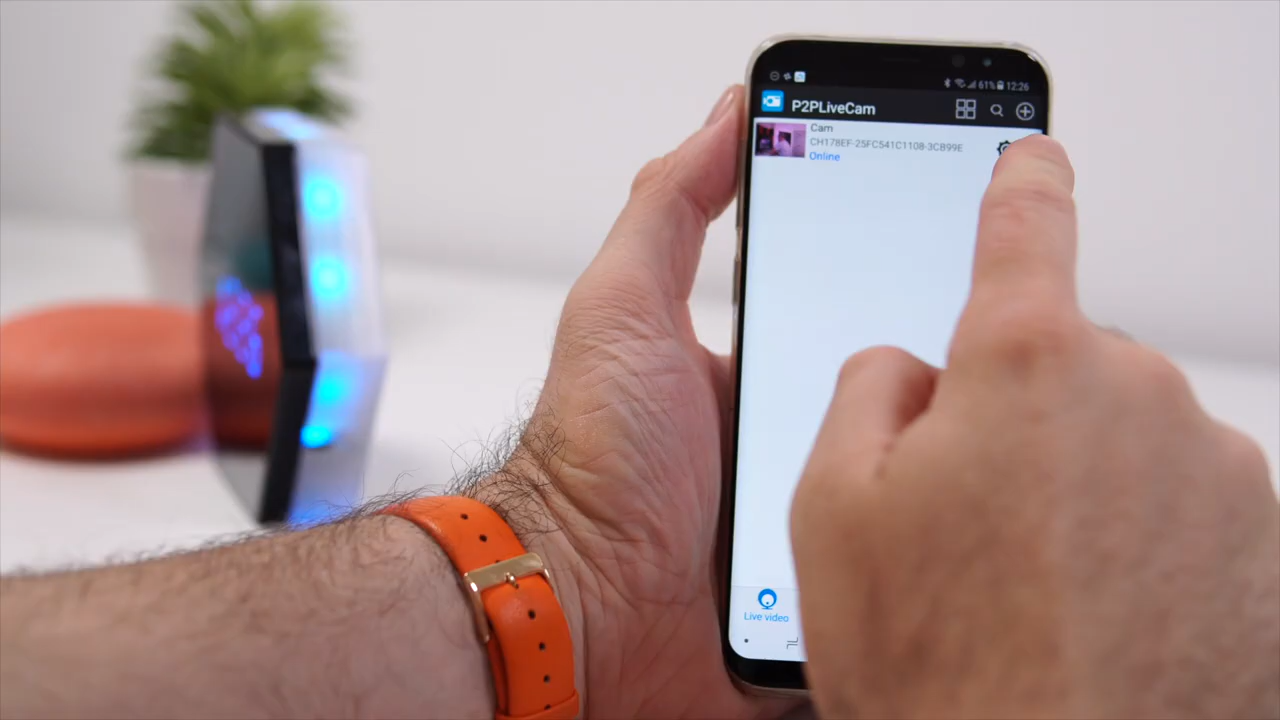 61% 12:26
P2PLiveCam
Cam
CH178EF-25FC541C1108-3CB99E
Online
Live video